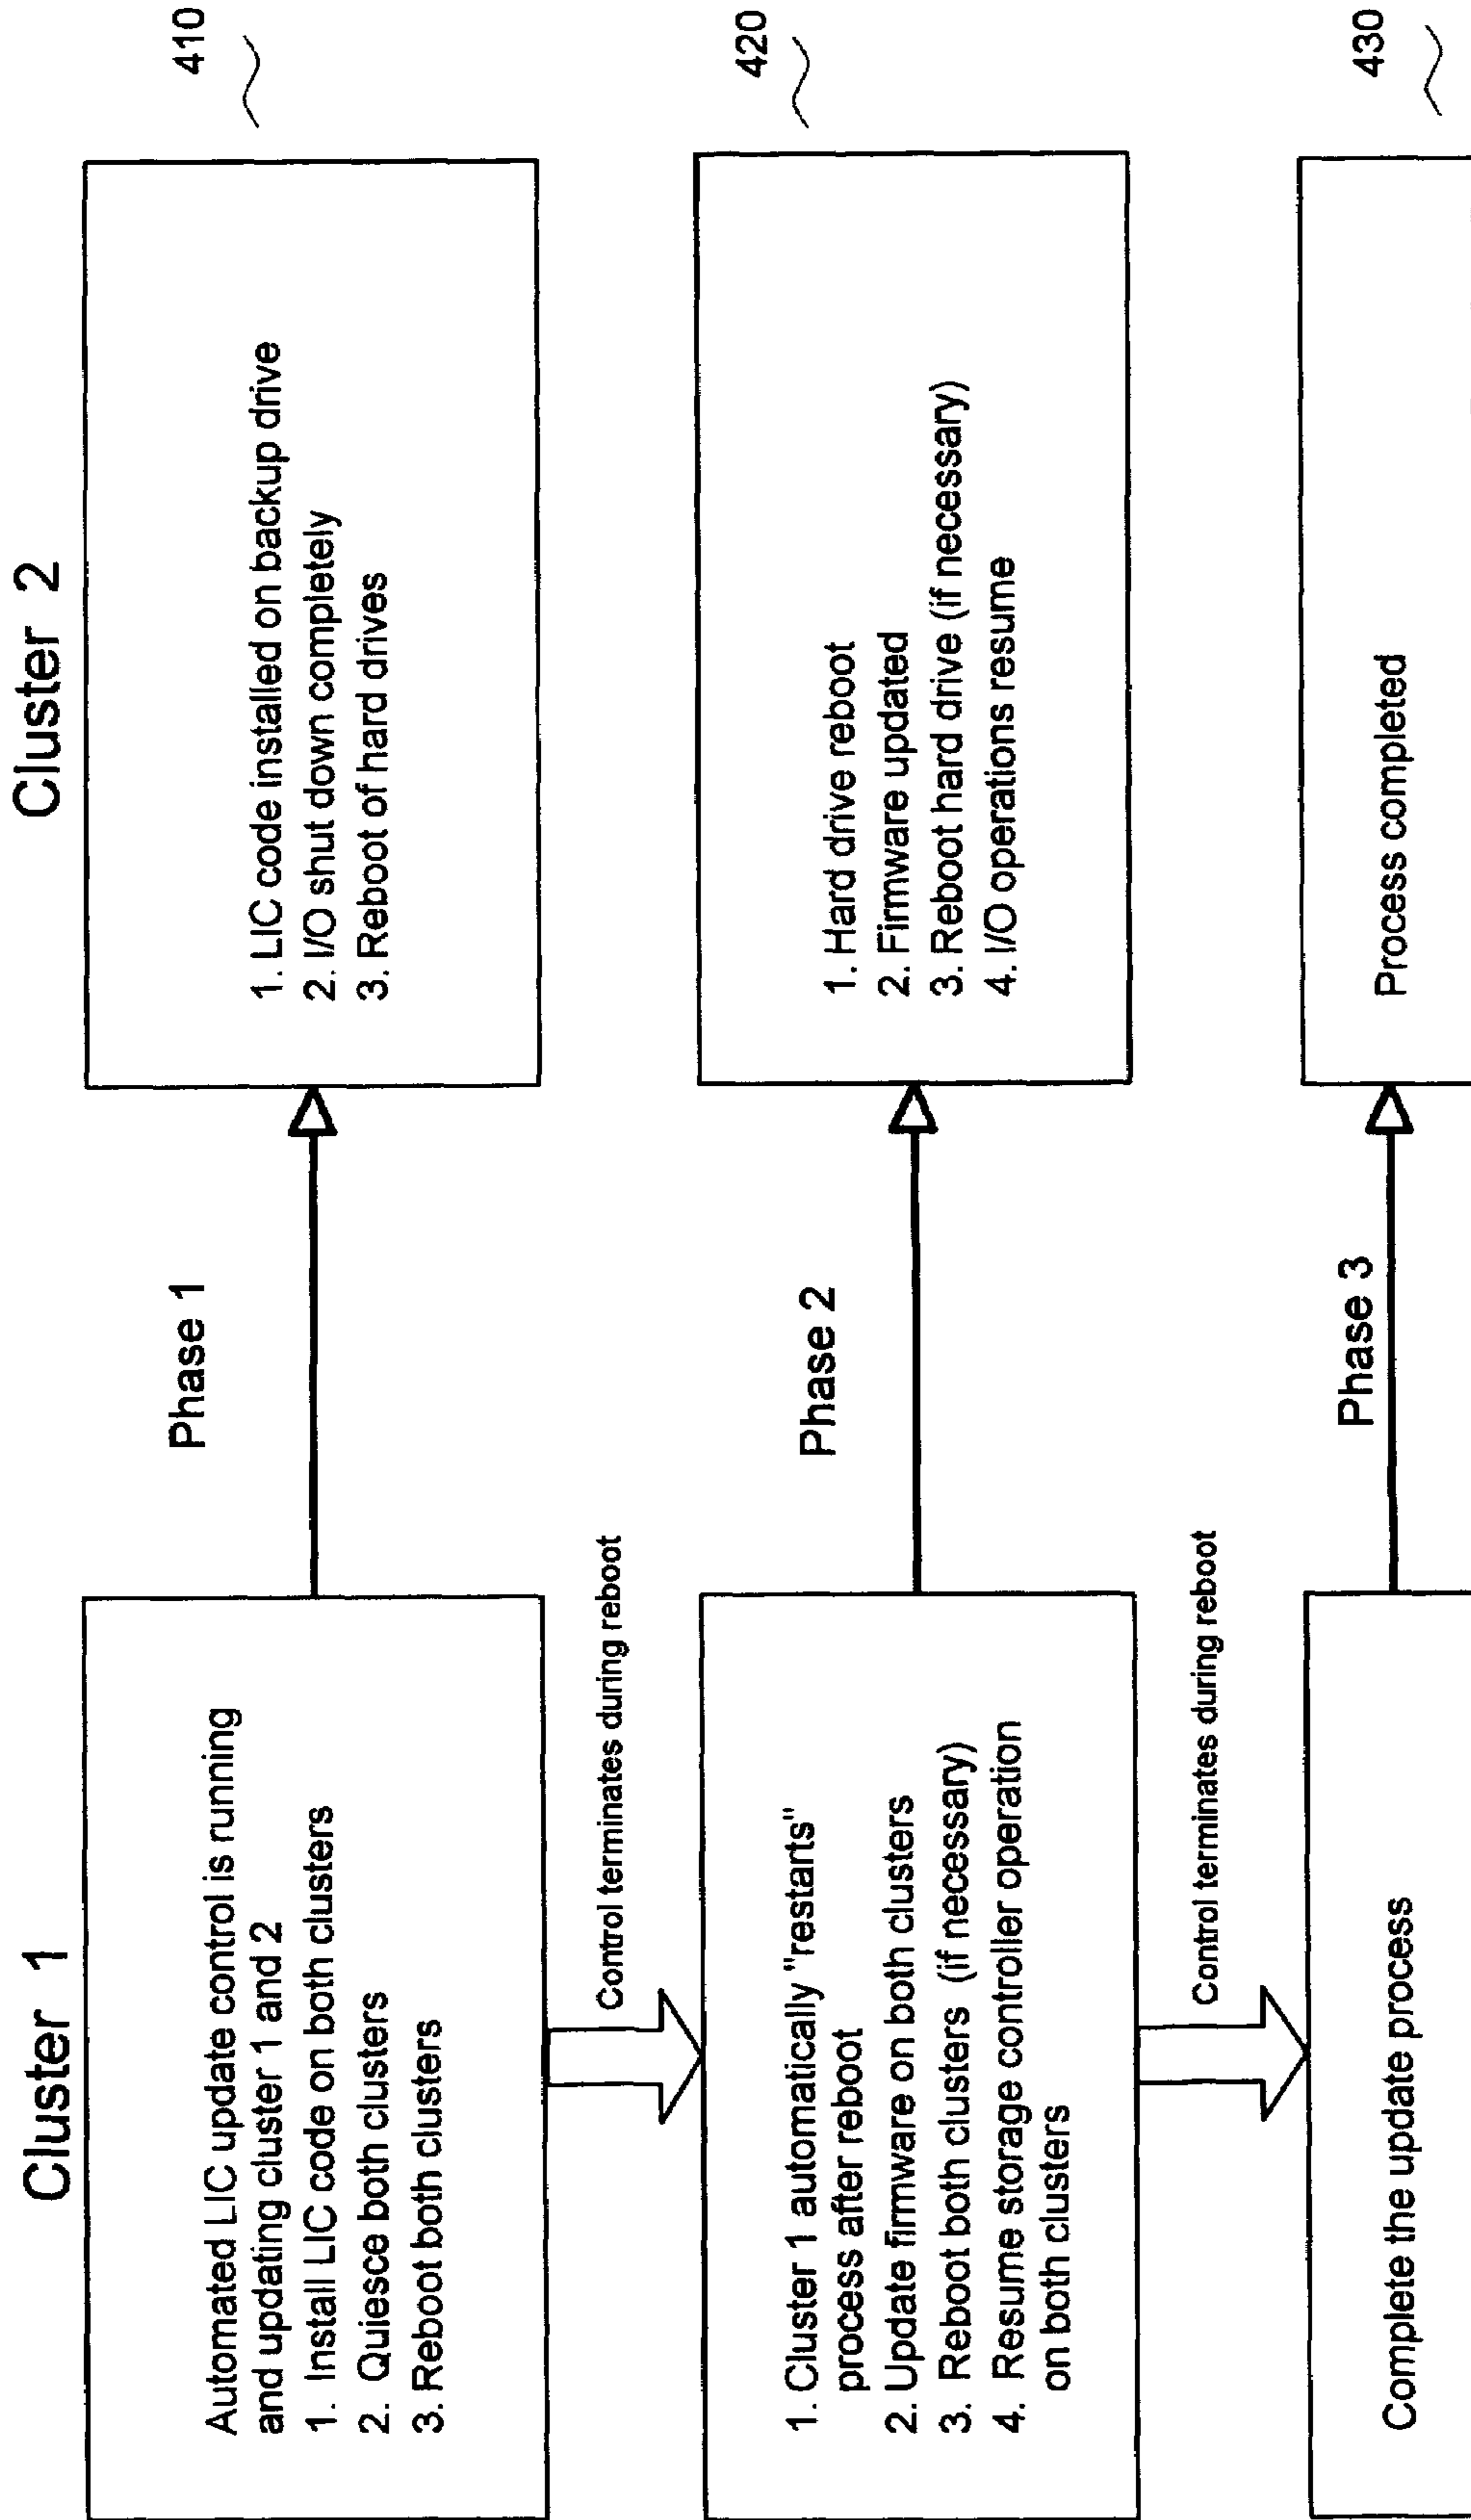 Cluster 1
Cluster 2
Automated LIC update control is running
and updating cluster 1 and 2
1. Install LIC code on both clusters
2. Quiesce both clusters
3. Reboot both clusters
Phase 1
1. LIC code installed on backup drive
2. I/O shut down completely
3. Reboot of hard drives
410
Control terminates during reboot
1. Cluster 1 automatically "restarts"
process after reboot
2. Update firmware on both clusters
3. Reboot both clusters (if necessary)
4. Resume storage controller operation
on both clusters
Phase 2
1. Hard drive reboot
2. Firmware updated
3. Reboot hard drive (if necessary)
4. I/O operations resume
420
Control terminates during reboot
Complete the update process
Phase 3
Process completed
430